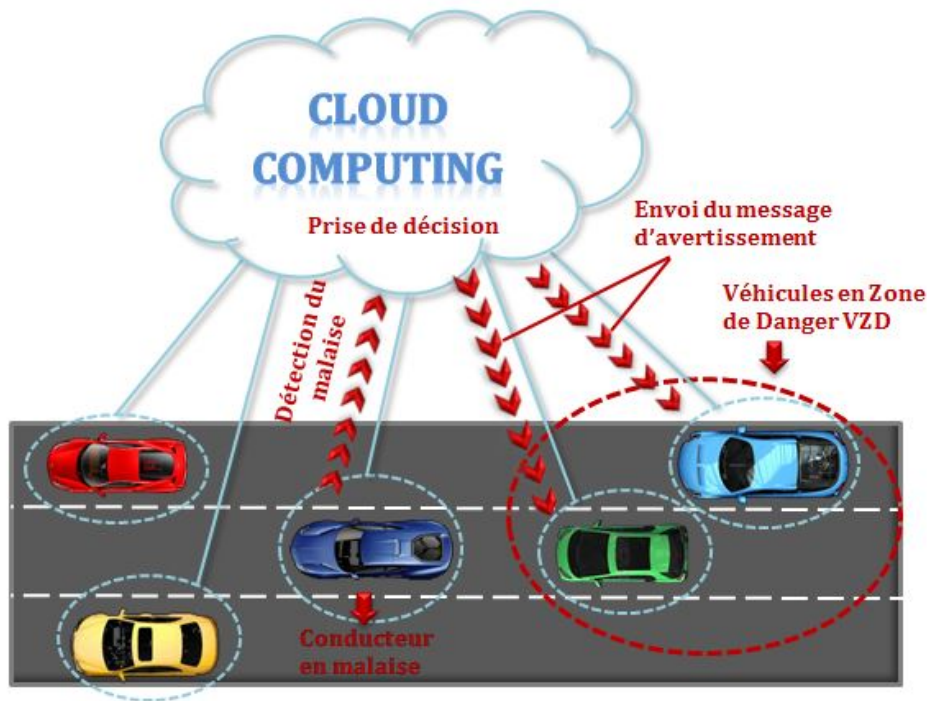 CLOUD
COMPUTING
Prise de décision
Envoi du message
d'avertissement
Véhicules en Zone
de Danger VZD
Détection du
malaise
Conducteur
en malaise